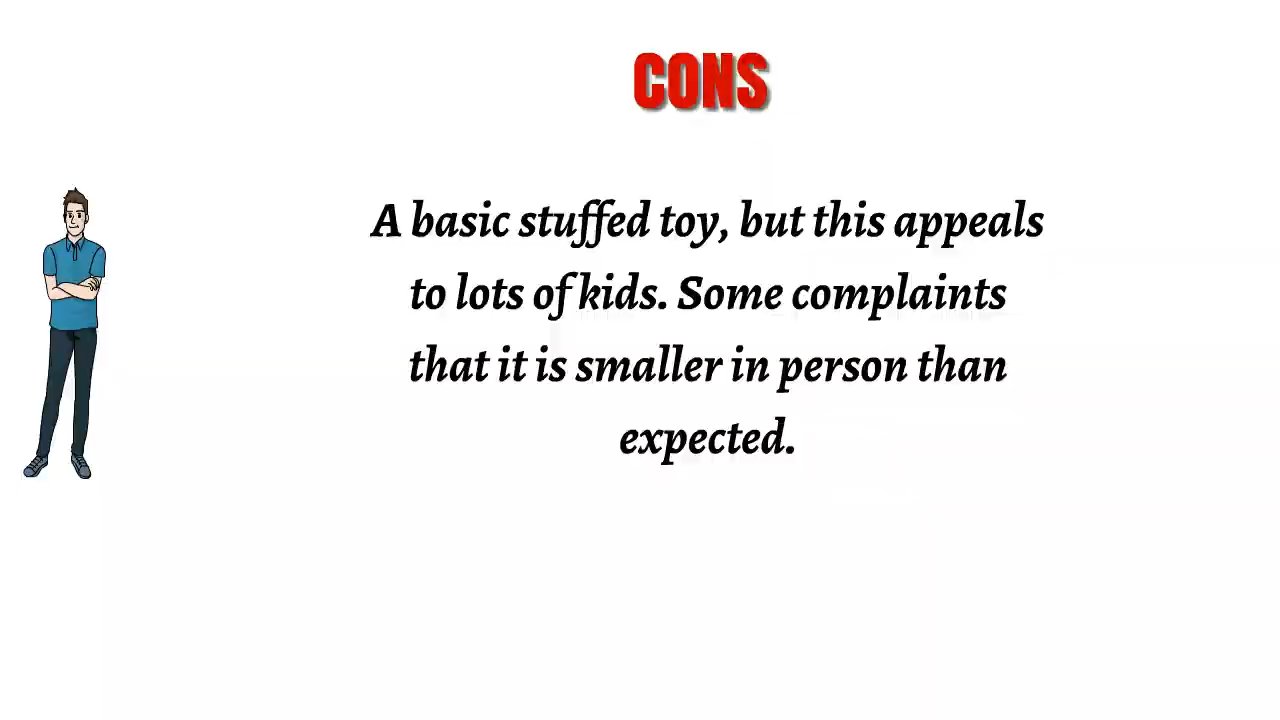 CONS
A basic stuffed toy, but this appeals
to lots of kids. Some complaints
that it is smaller in person than
expected.